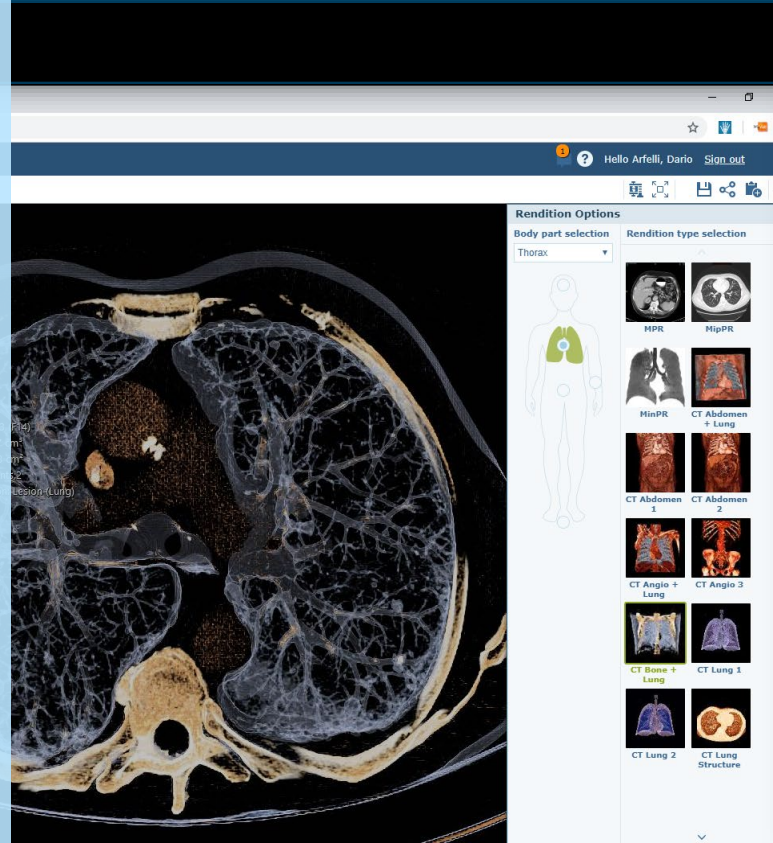 1
?
Hello Arfelli, Dario Sign out
Rendition Options
Body part selection
Rendition type selection
Thorax
MPR
MipPR
MinPR
CT Abdomen
+ Lung
CT Abdomen
1
CT Abdomen
2
CT Angio +
Lung
CT Angio 3
CT Bone +
Lung
CT Lung 1
CT Lung 2
CT Lung
Structure
Lesion (Lung)